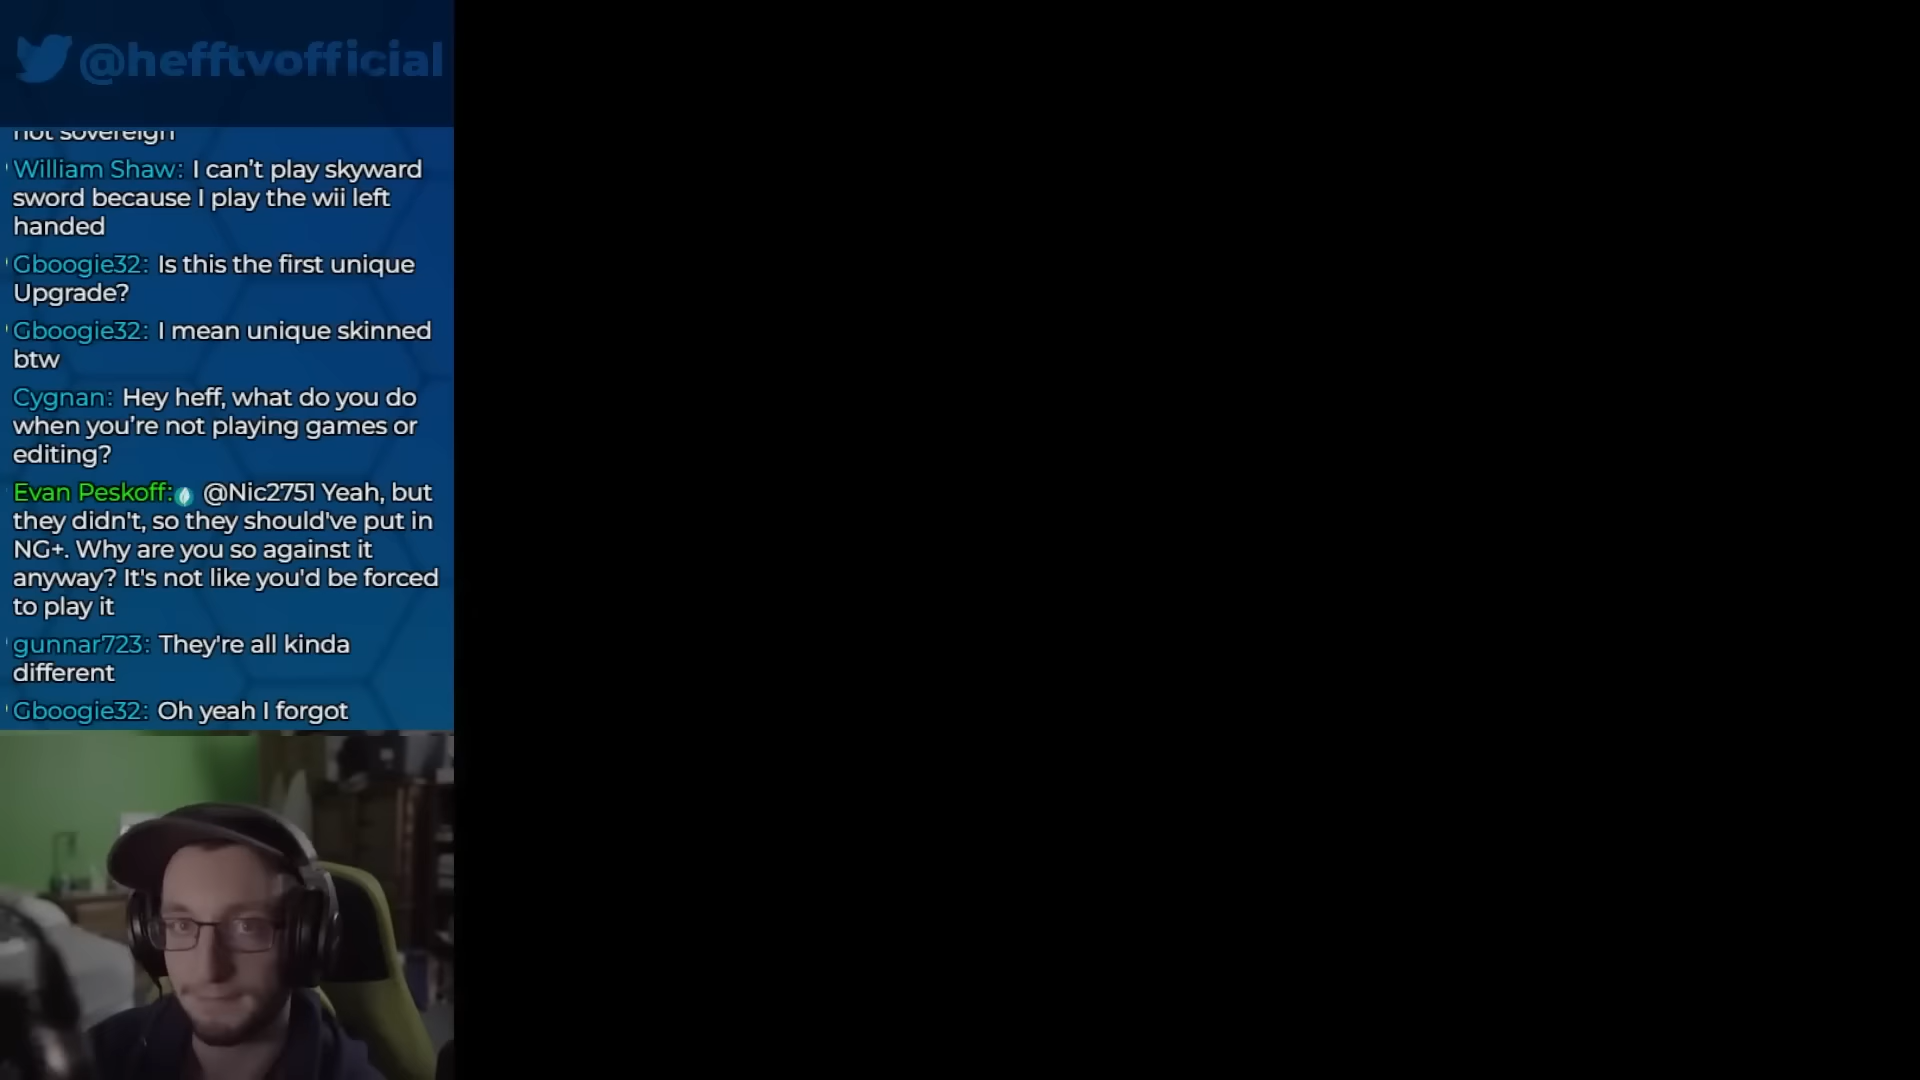 @hefftvofficial
not sovereign
William Shaw: I can’t play skyward
sword because I play the wii left
handed
Gboogie32: Is this the first unique
Upgrade?
Gboogie32: I mean unique skinned
btw
Cygnan: Hey heff, what do you do
when you’re not playing games or
editing?
Evan Peskoff: @Nic2751 Yeah, but
they didn't, so they should've put in
NG+. Why are you so against it
anyway? It's not like you'd be forced
to play it
gunnar723: They're all kinda
different
Gboogie32: Oh yeah I forgot